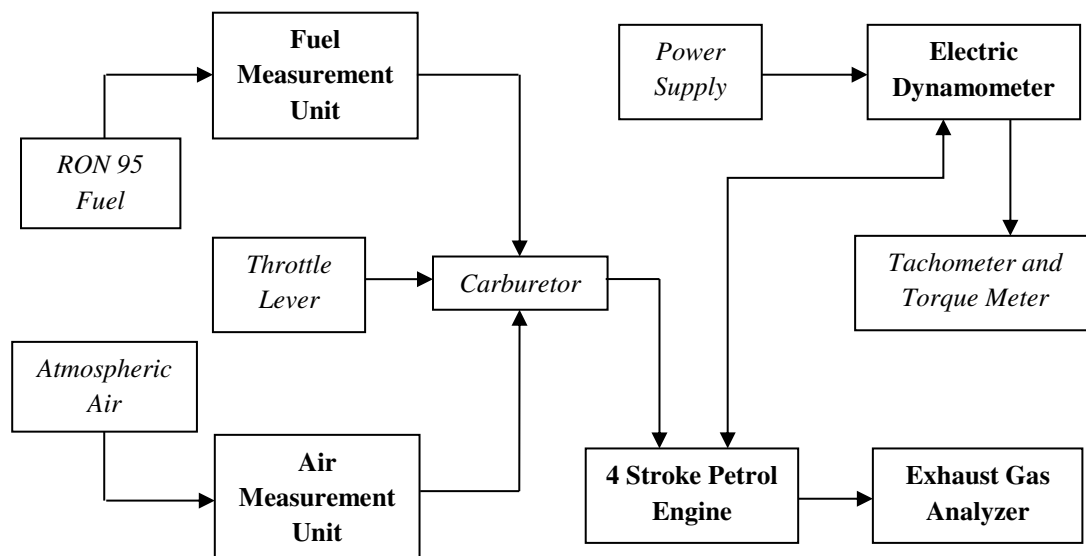 Fuel
Measurement
Unit
Power
Supply
Electric
Dynamometer
RON 95
Fuel
Throttle
Lever
Carburetor
Tachometer and
Torque Meter
Atmospheric
Air
Air
Measurement
Unit
4 Stroke Petrol
Engine
Exhaust Gas
Analyzer